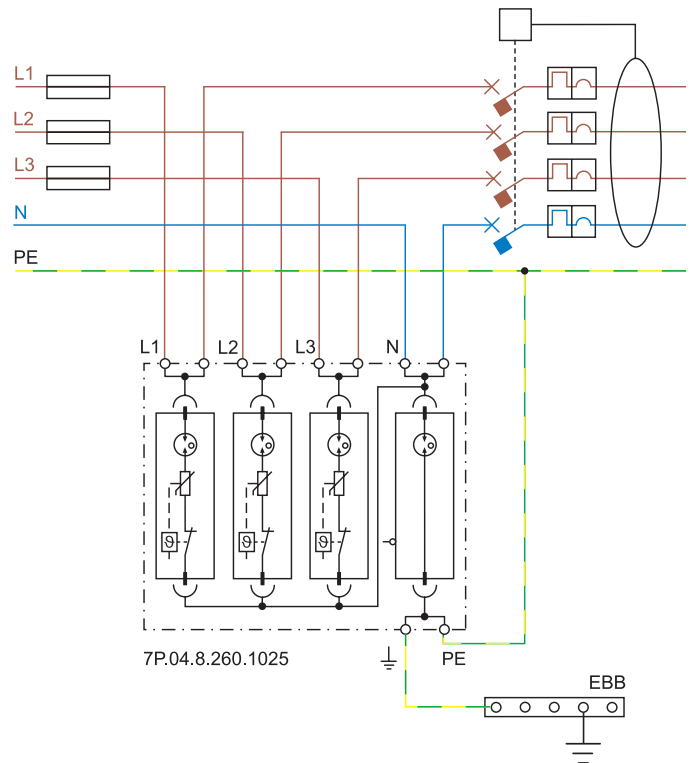 L1
L2
L3
N
PE
L1 L2 L3 N
ϑ ϑ ϑ
7P.04.8.260.1025 PE
EBB